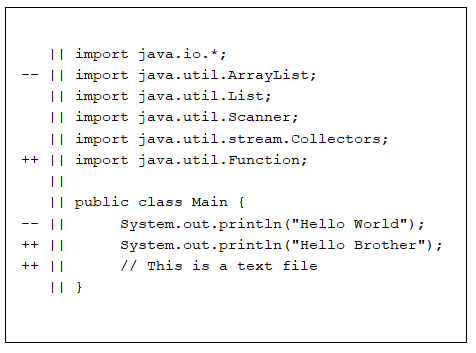 || import java.io.*;
-- || import java.util.ArrayList;
   || import java.util.List;
   || import java.util.Scanner;
   || import java.util.stream.Collectors;
++ || import java.util.Function;
   ||
   || public class Main {
-- ||      System.out.println("Hello World");
++ ||      System.out.println("Hello Brother");
++ ||      // This is a text file
   || }